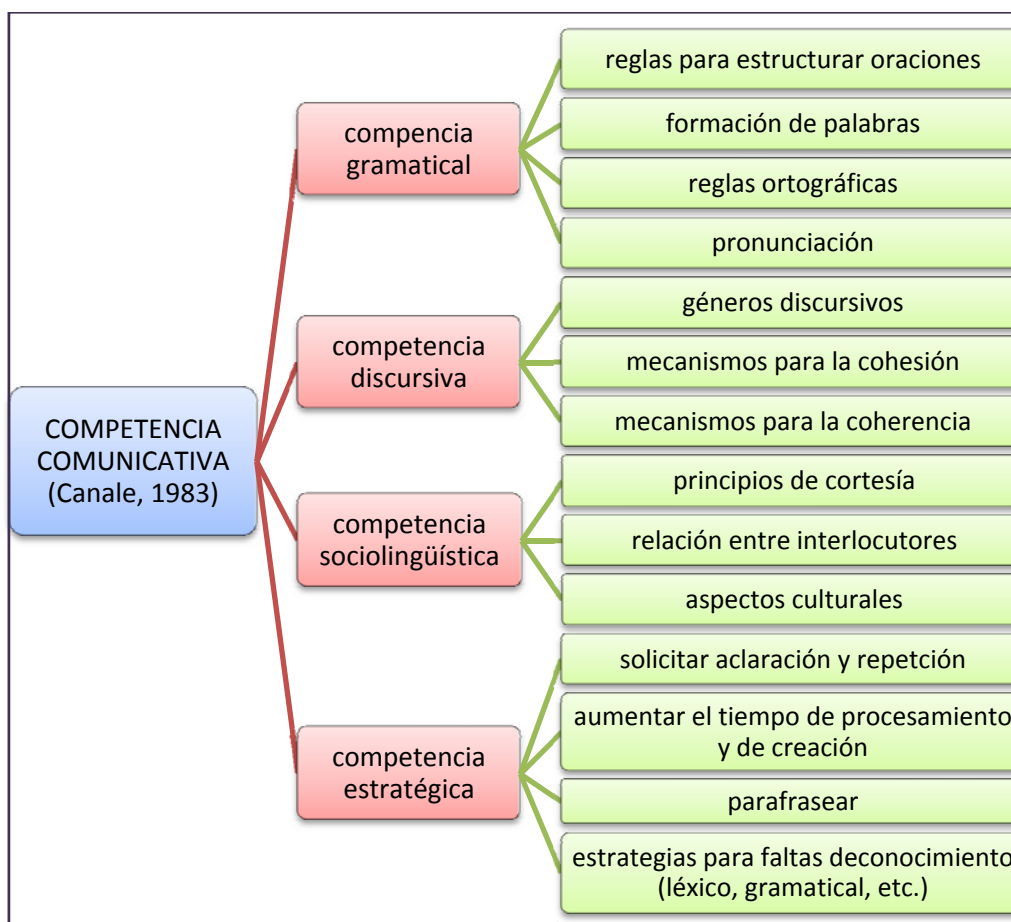 COMPETENCIA
COMUNICATIVA
(Canale, 1983)
compencia
gramatical
reglas para estructurar oraciones
formación de palabras
reglas ortográficas
pronunciación
competencia
discursiva
géneros discursivos
mecanismos para la cohesión
mecanismos para la coherencia
competencia
sociolingüística
principios de cortesía
relación entre interlocutores
aspectos culturales
competencia
estratégica
solicitar aclaración y repetción
aumentar el tiempo de procesamiento
y de creación
parafrasear
estrategias para faltas deconocimiento
(léxico, gramatical, etc.)